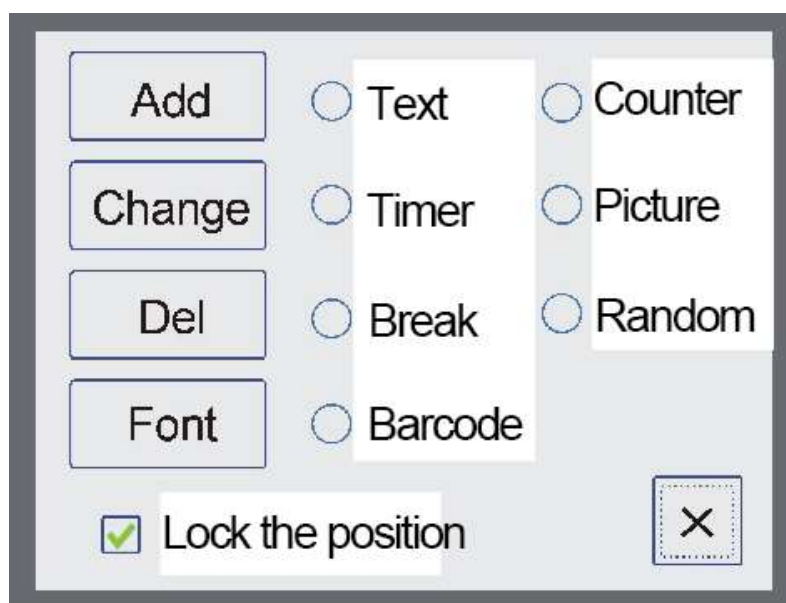 Add Text Counter
Change Timer Picture
Del Break Random
Font Barcode
Lock the position